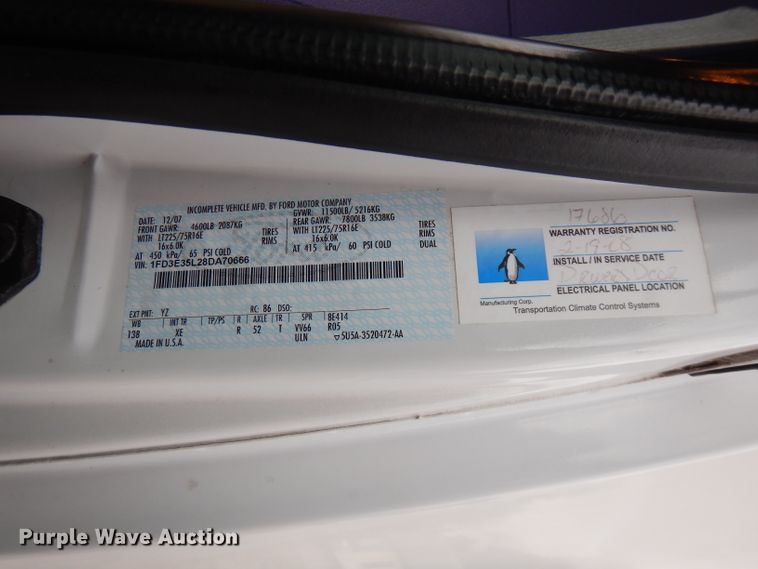 INCOMPLETE VEHICLE MFD. BY FORD MOTOR COMPANY
DATE: 12/07 GVWR: 11500LB/ 5216KG
FRONT GAWR: 4600LB 2087KG REAR GAWR: 7800LB 3538KG
WITH LT225/75R16E TIRES WITH LT225/75R16E TIRES
16x6.0K RIMS 16x6.0K RIMS
AT 450 kPa/ 65 PSI COLD AT 415 kPa/ 60 PSI COLD DUAL
VIN: 1FD3E35L28DA70666
EXT PNT: YZ RC: 86 DSO:
WB INT TR TP/PS R AXLE TR SPR 8E414
138 XE R 52 T VV66 R05
MADE IN U.S.A. ULN ▽5U5A-3520472-AA
17686
WARRANTY REGISTRATION NO.
2-19-08
INSTALL / IN SERVICE DATE
Drivers Door
ELECTRICAL PANEL LOCATION
Manufacturing Corp.
Transportation Climate Control Systems
Purple Wave Auction